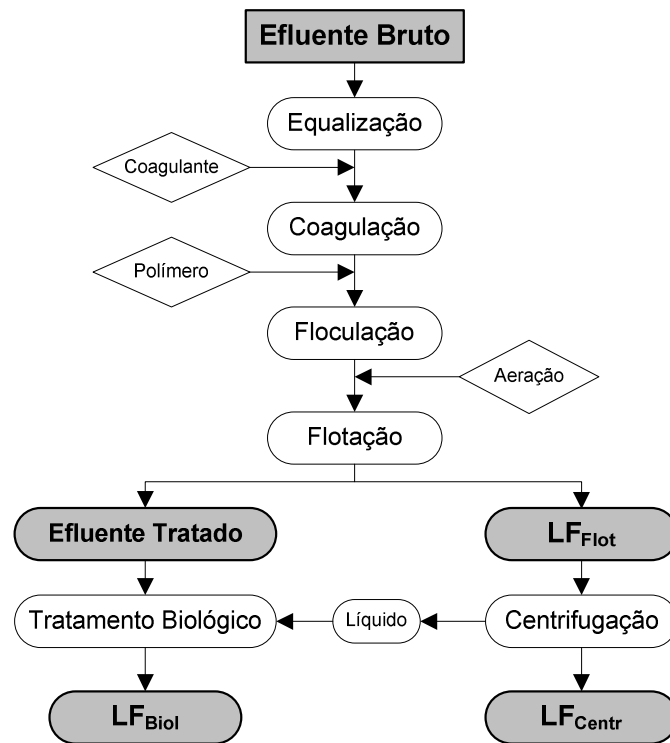 Efluente Bruto
Equalização
Coagulante
Coagulação
Polímero
Floculação
Aeração
Flotação
Efluente Tratado
LFFlot
Tratamento Biológico
Líquido
Centrifugação
LFBiol
LFCentr